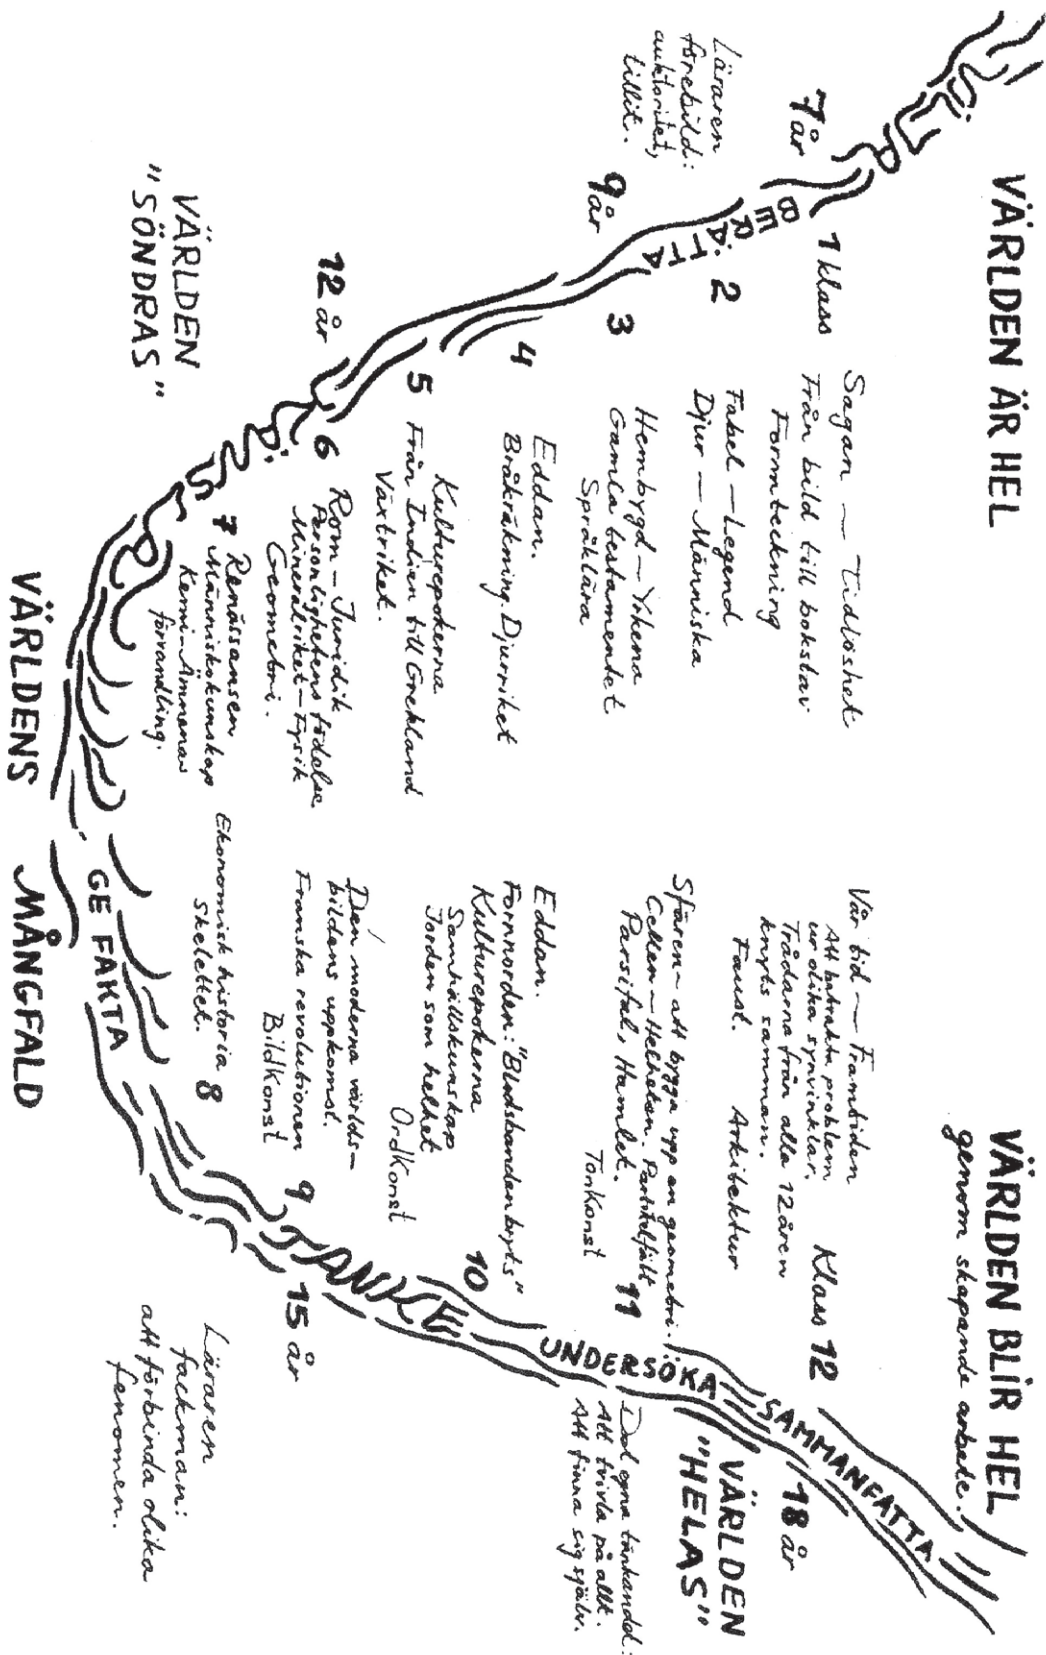 VÄRLDEN ÄR HEL
7 år
Läraren
förebild:
auktoritet,
tillit.
BERÄTTA
1 klass
Sagan — Tidlöshet
Från bild till bokstav
Formteckning
2
Fabel — Legend
Djur — Människa
9 år
3
Hembygd — Yrkena
Gamla testamentet
Språklära
4
Eddan.
Bråkräkning. Djurriket
5
Kulturepokerna
Från Indien till Grekland
Växtriket.
12 år
VÄRLDEN
"SÖNDRAS"
6
Rom – Juridik
Personlighetens födelse
Mineralriket – Fysik
Geometri.
7
Renässansen
Människokunskap
Kemi – Ämnenas
förvandling.
VÄRLDENS MÅNGFALD
GE FAKTA
Ekonomisk historia
Skelettet.
8
Den moderna världs-
bildens uppkomst.
Franska revolutionen
Bildkonst
9
TANKE
15 år
Läraren
fackman:
att förbinda olika
fenomen.
Eddan.
Fornnorden: "Blodsbanden bryts"
Kulturepokerna
Samhällskunskap
Jorden som helhet
Ordkonst
10
UNDERSÖKA
Sfären – att bygga upp en geometri.
Cellen – Helheten.
Parsifal, Hamlet.
Tonkonst
11
Det egna tänkandet:
Att tvivla på allt.
Att finna sig själv.
VÄRLDEN
"HELAS"
Vår tid — Framtiden
Att betrakta problem
ur olika synvinklar.
Trådarna från alla 12 åren
knyts samman.
Faust. Arkitektur
Klass 12
SAMMANFATTA
18 år
VÄRLDEN BLIR HEL
genom skapande arbete.